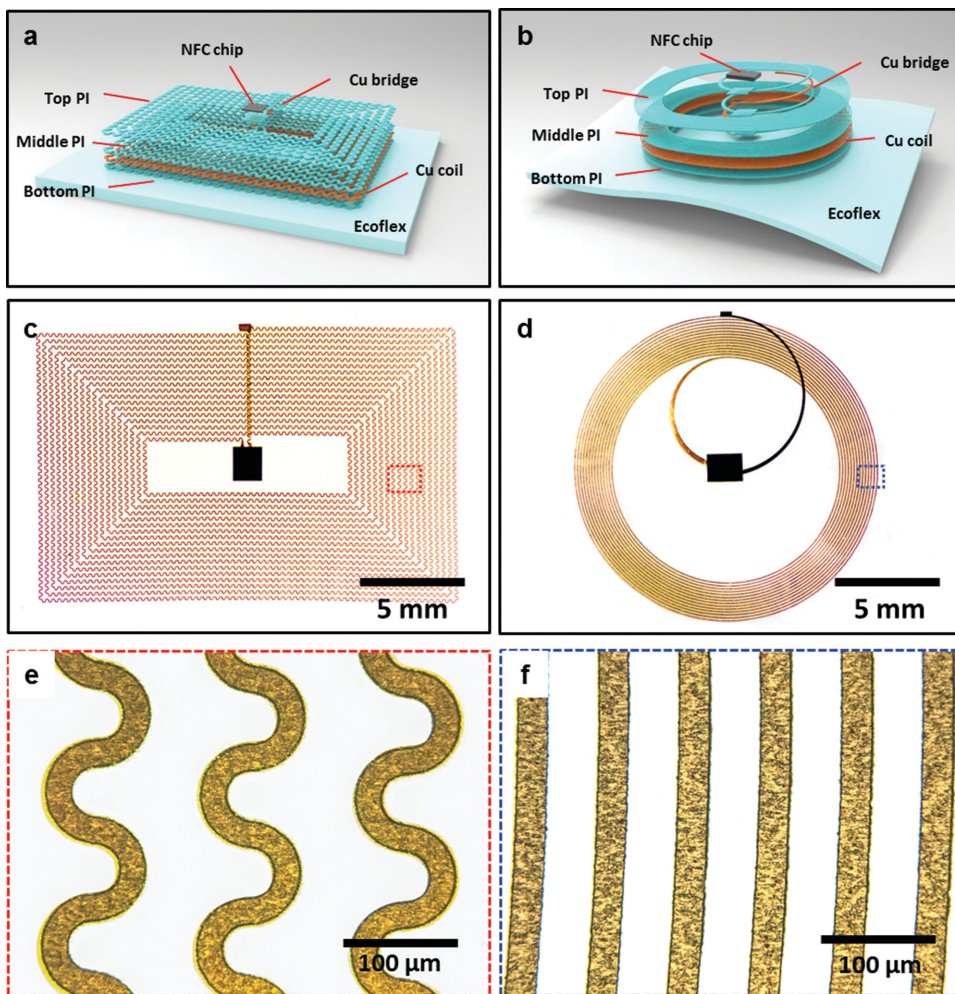 a
NFC chip
Cu bridge
Top PI
Middle PI
Cu coil
Bottom PI
Ecoflex
b
NFC chip
Cu bridge
Top PI
Middle PI
Cu coil
Bottom PI
Ecoflex
c
5 mm
d
5 mm
e
100 μm
f
100 μm